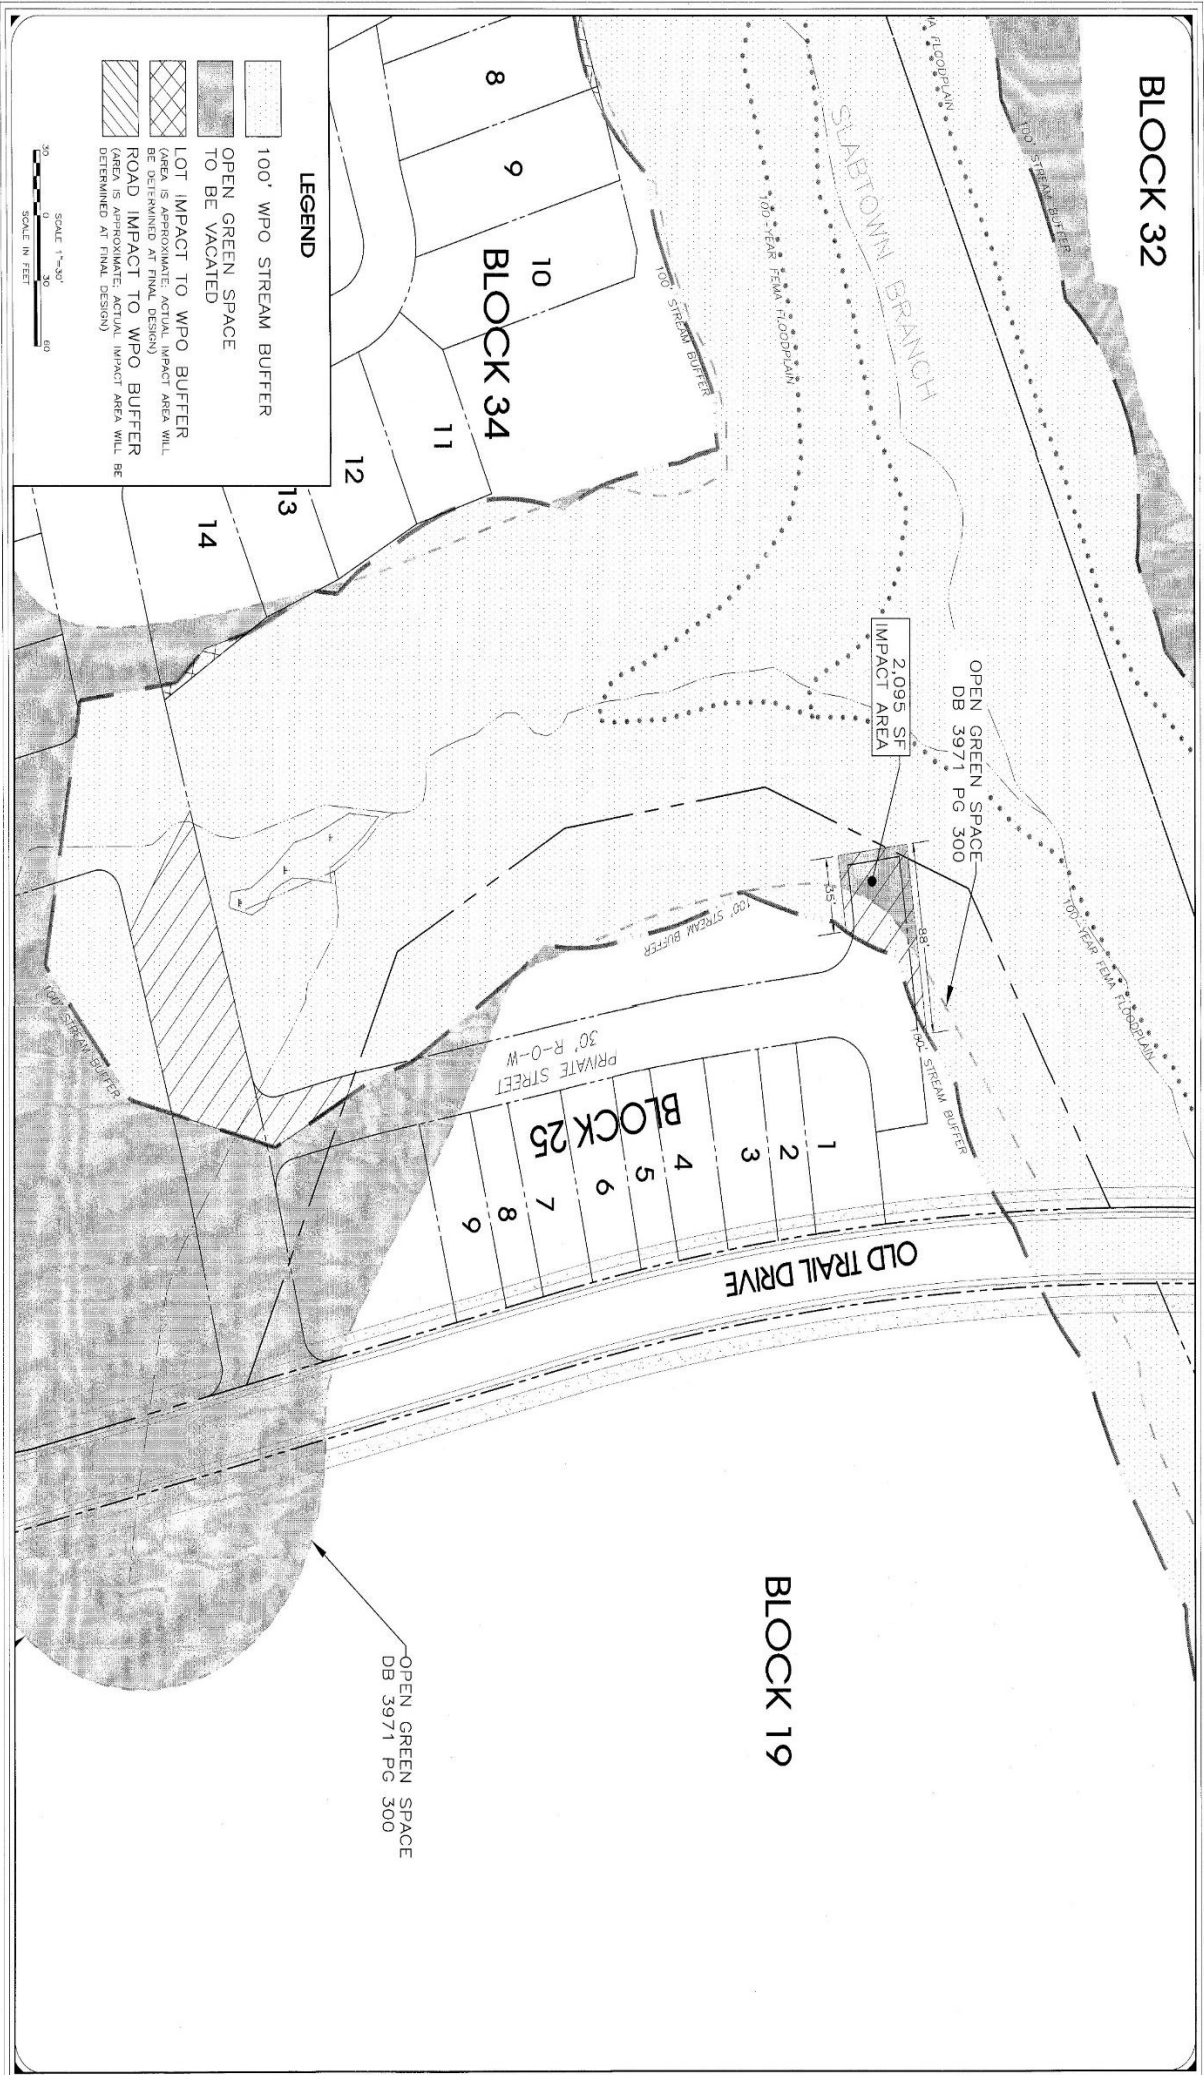 BLOCK 32
MA FLOODPLAIN
100' STREAM BUFFER
SLABTOWN BRANCH
100-YEAR FEMA FLOODPLAIN
100' STREAM BUFFER
8
9
10
BLOCK 34
11
12
13
14
LEGEND
100' WPO STREAM BUFFER
OPEN GREEN SPACE
TO BE VACATED
LOT IMPACT TO WPO BUFFER
(AREA IS APPROXIMATE; ACTUAL IMPACT AREA WILL
BE DETERMINED AT FINAL DESIGN)
ROAD IMPACT TO WPO BUFFER
(AREA IS APPROXIMATE; ACTUAL IMPACT AREA WILL BE
DETERMINED AT FINAL DESIGN)
SCALE 1"=30'
30
0
30
60
SCALE IN FEET
OPEN GREEN SPACE
DB 3971 PG 300
2,095 SF
IMPACT AREA
35'
88'
100-YEAR FEMA FLOODPLAIN
100' STREAM BUFFER
100' STREAM BUFFER
100' STREAM BUFFER
PRIVATE STREET
30' R-O-W
BLOCK 25
1
2
3
4
5
6
7
8
9
OLD TRAIL DRIVE
BLOCK 19
OPEN GREEN SPACE
DB 3971 PG 300